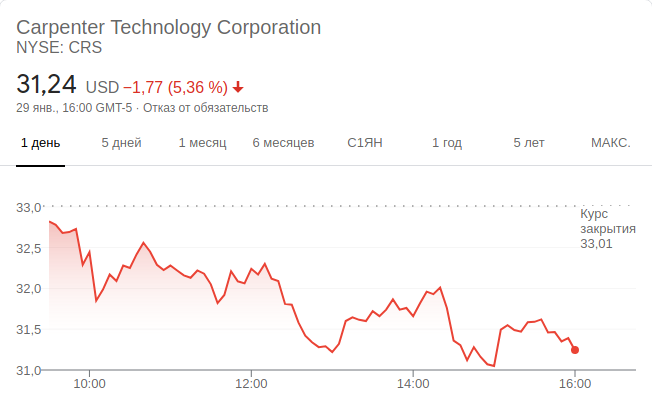 Carpenter Technology Corporation
NYSE: CRS
31,24 USD −1,77 (5,36 %)
29 янв., 16:00 GMT-5 · Отказ от обязательств
1 день 5 дней 1 месяц 6 месяцев С1ЯН 1 год 5 лет МАКС.
33,0
Курс
закрытия
33,01
32,5
32,0
31,5
31,0
10:00 12:00 14:00 16:00